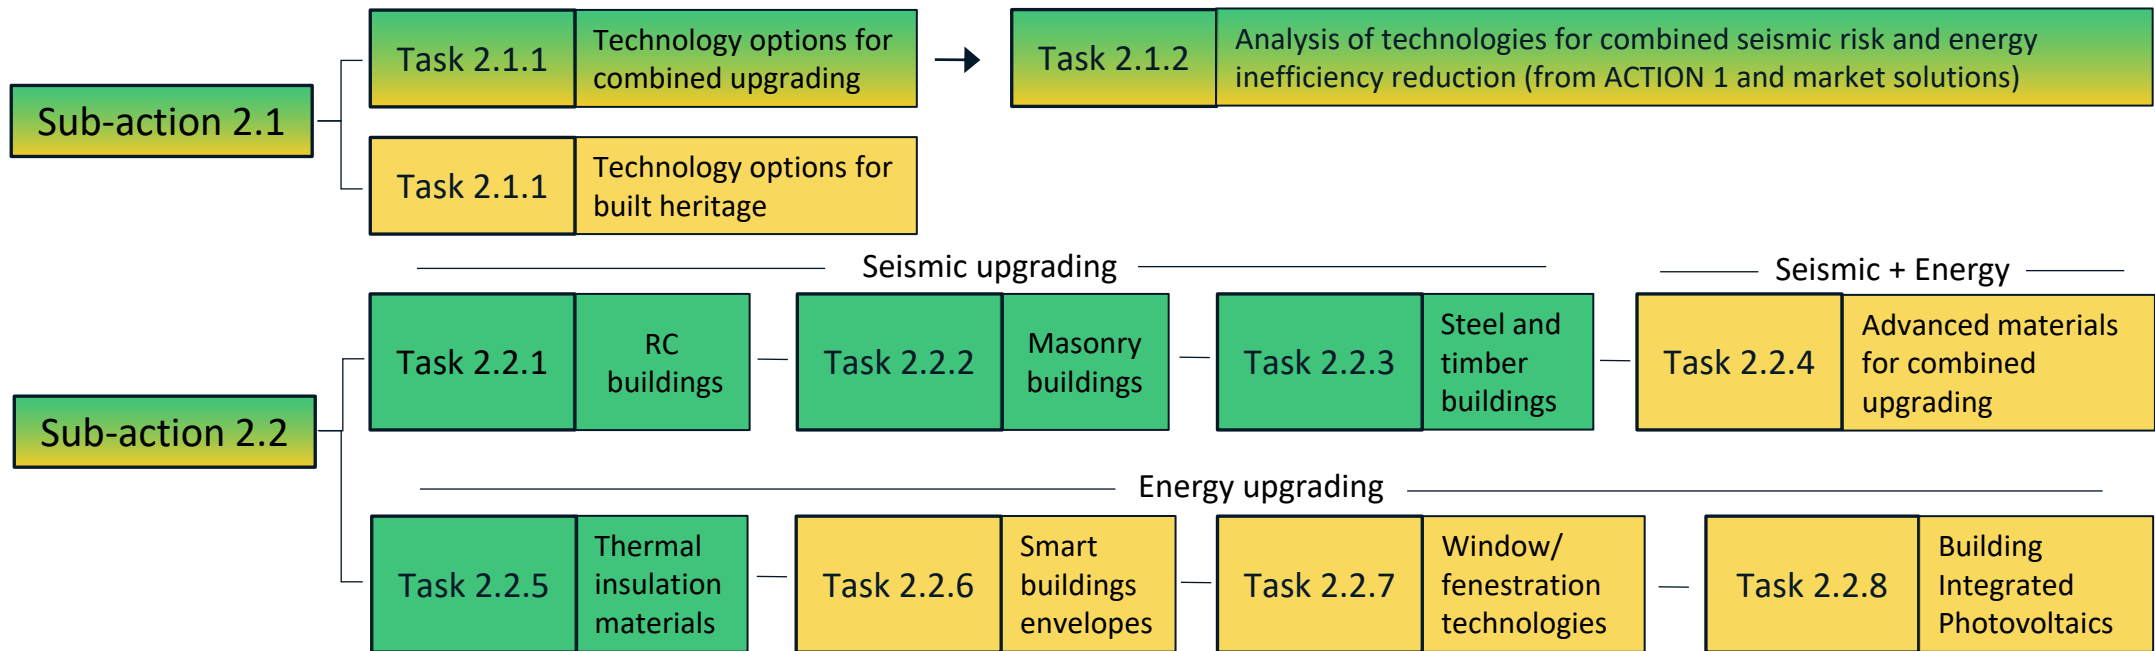 Sub-action 2.1
Task 2.1.1
Technology options for
combined upgrading
Task 2.1.2
Analysis of technologies for combined seismic risk and energy
inefficiency reduction (from ACTION 1 and market solutions)
Task 2.1.1
Technology options for
built heritage
Sub-action 2.2
Seismic upgrading
Seismic + Energy
Task 2.2.1
RC
buildings
Task 2.2.2
Masonry
buildings
Task 2.2.3
Steel and
timber
buildings
Task 2.2.4
Advanced materials
for combined
upgrading
Energy upgrading
Task 2.2.5
Thermal
insulation
materials
Task 2.2.6
Smart
buildings
envelopes
Task 2.2.7
Window/
fenestration
technologies
Task 2.2.8
Building
Integrated
Photovoltaics